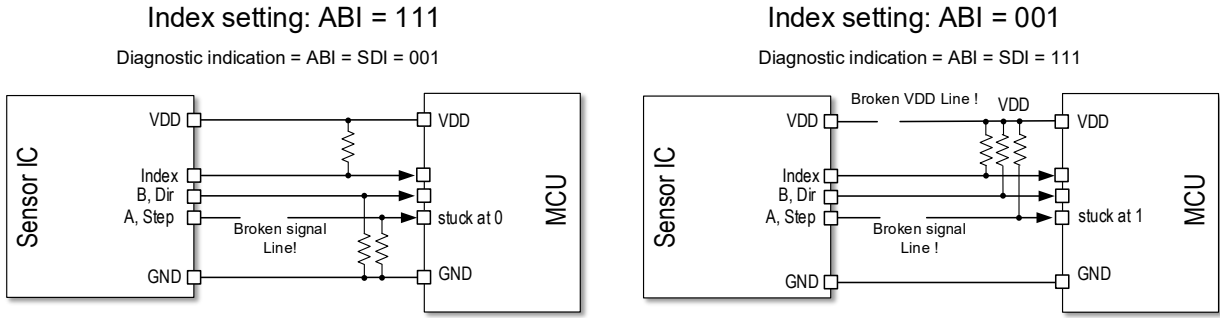 Index setting: ABI = 111
Diagnostic indication = ABI = SDI = 001
Sensor IC
VDD
Index
B, Dir
A, Step
GND
Broken signal
Line!
VDD
stuck at 0
GND
MCU
Index setting: ABI = 001
Diagnostic indication = ABI = SDI = 111
Sensor IC
VDD
Index
B, Dir
A, Step
GND
Broken VDD Line !
VDD
Broken signal
Line !
VDD
stuck at 1
GND
MCU